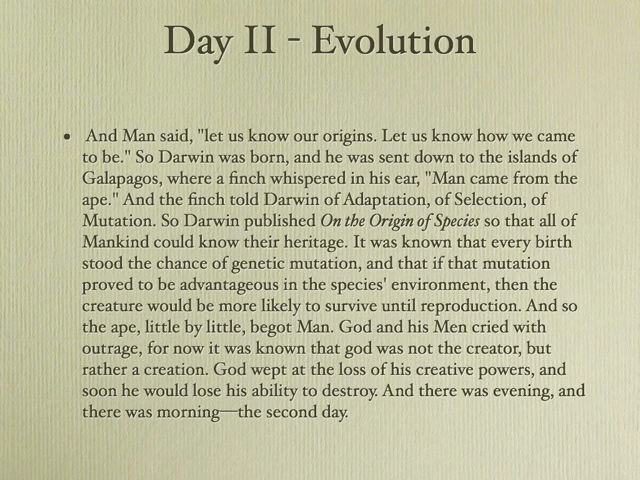 Day II - Evolution
• And Man said, "let us know our origins. Let us know how we came
to be." So Darwin was born, and he was sent down to the islands of
Galapagos, where a finch whispered in his ear, "Man came from the
ape." And the finch told Darwin of Adaptation, of Selection, of
Mutation. So Darwin published On the Origin of Species so that all of
Mankind could know their heritage. It was known that every birth
stood the chance of genetic mutation, and that if that mutation
proved to be advantageous in the species' environment, then the
creature would be more likely to survive until reproduction. And so
the ape, little by little, begot Man. God and his Men cried with
outrage, for now it was known that god was not the creator, but
rather a creation. God wept at the loss of his creative powers, and
soon he would lose his ability to destroy. And there was evening, and
there was morning—the second day.